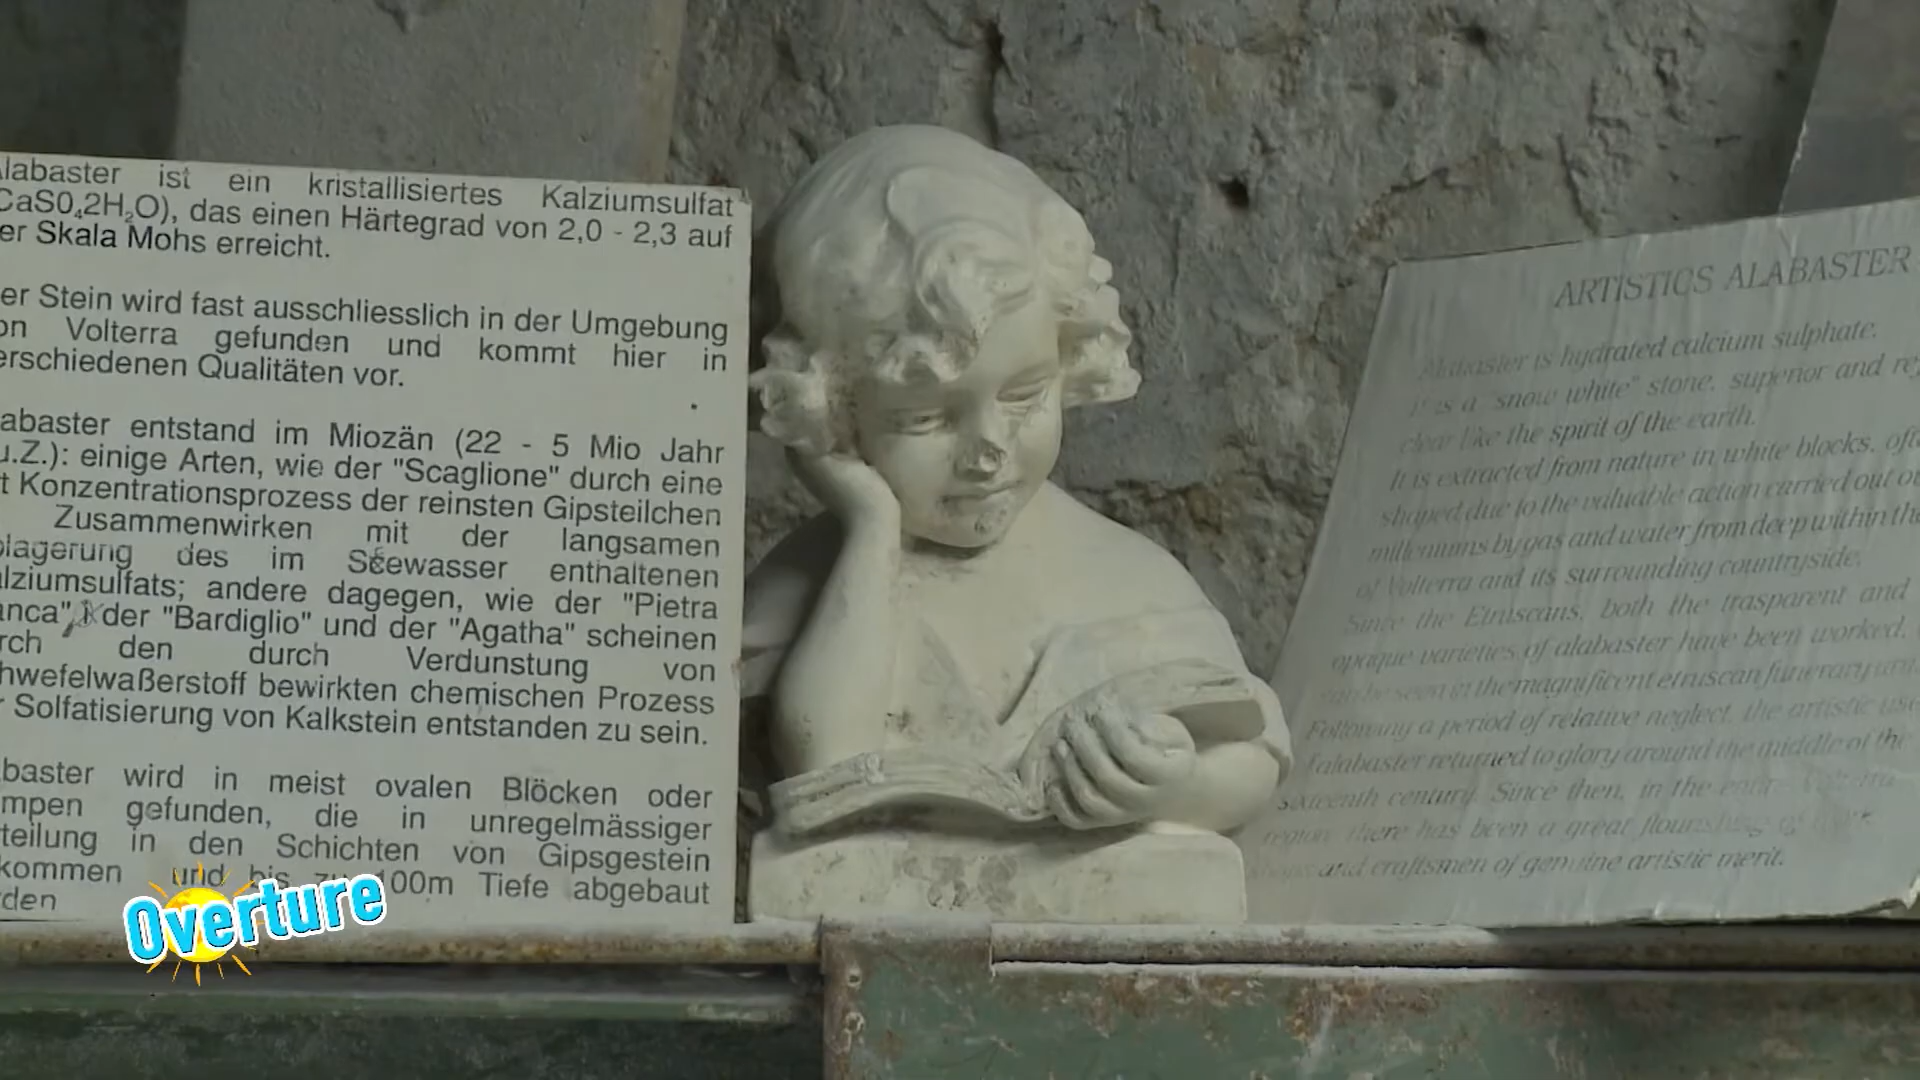 labaster ist ein kristallisiertes Kalziumsulfat
CaS0₄2H₂O), das einen Härtegrad von 2,0 - 2,3 auf
er Skala Mohs erreicht.
er Stein wird fast ausschliesslich in der Umgebung
on Volterra gefunden und kommt hier in
erschiedenen Qualitäten vor.
abaster entstand im Miozän (22 - 5 Mio Jahr
u.Z.): einige Arten, wie der "Scaglione" durch eine
t Konzentrationsprozess der reinsten Gipsteilchen
Zusammenwirken mit der langsamen
blagerung des im Seewasser enthaltenen
lziumsulfats; andere dagegen, wie der "Pietra
anca", der "Bardiglio" und der "Agatha" scheinen
rch den durch Verdunstung von
hwefelwaßerstoff bewirkten chemischen Prozess
r Solfatisierung von Kalkstein entstanden zu sein.
baster wird in meist ovalen Blöcken oder
mpen gefunden, die in unregelmässiger
teilung in den Schichten von Gipsgestein
kommen und bis zu 100m Tiefe abgebaut
den
Overture
ARTISTICS ALABASTER
Alabaster is hydrated calcium sulphate.
It is a "snow white" stone, superior and
clear like the spirit of the earth.
It is extracted from nature in white blocks,
shaped due to the valuable action carried out
milleniums by gas and water from deep within the
of Volterra and its surrounding countryside.
Since the Etruscans, both the trasparent and
opaque varieties of alabaster have been worked,
in the magnificent etruscan funerary
Following a period of relative neglect, the artistic use
alabaster returned to glory around the middle of the
sixteenth century. Since then, in the
region there has been a great flourishing of
and craftsmen of genuine artistic merit.